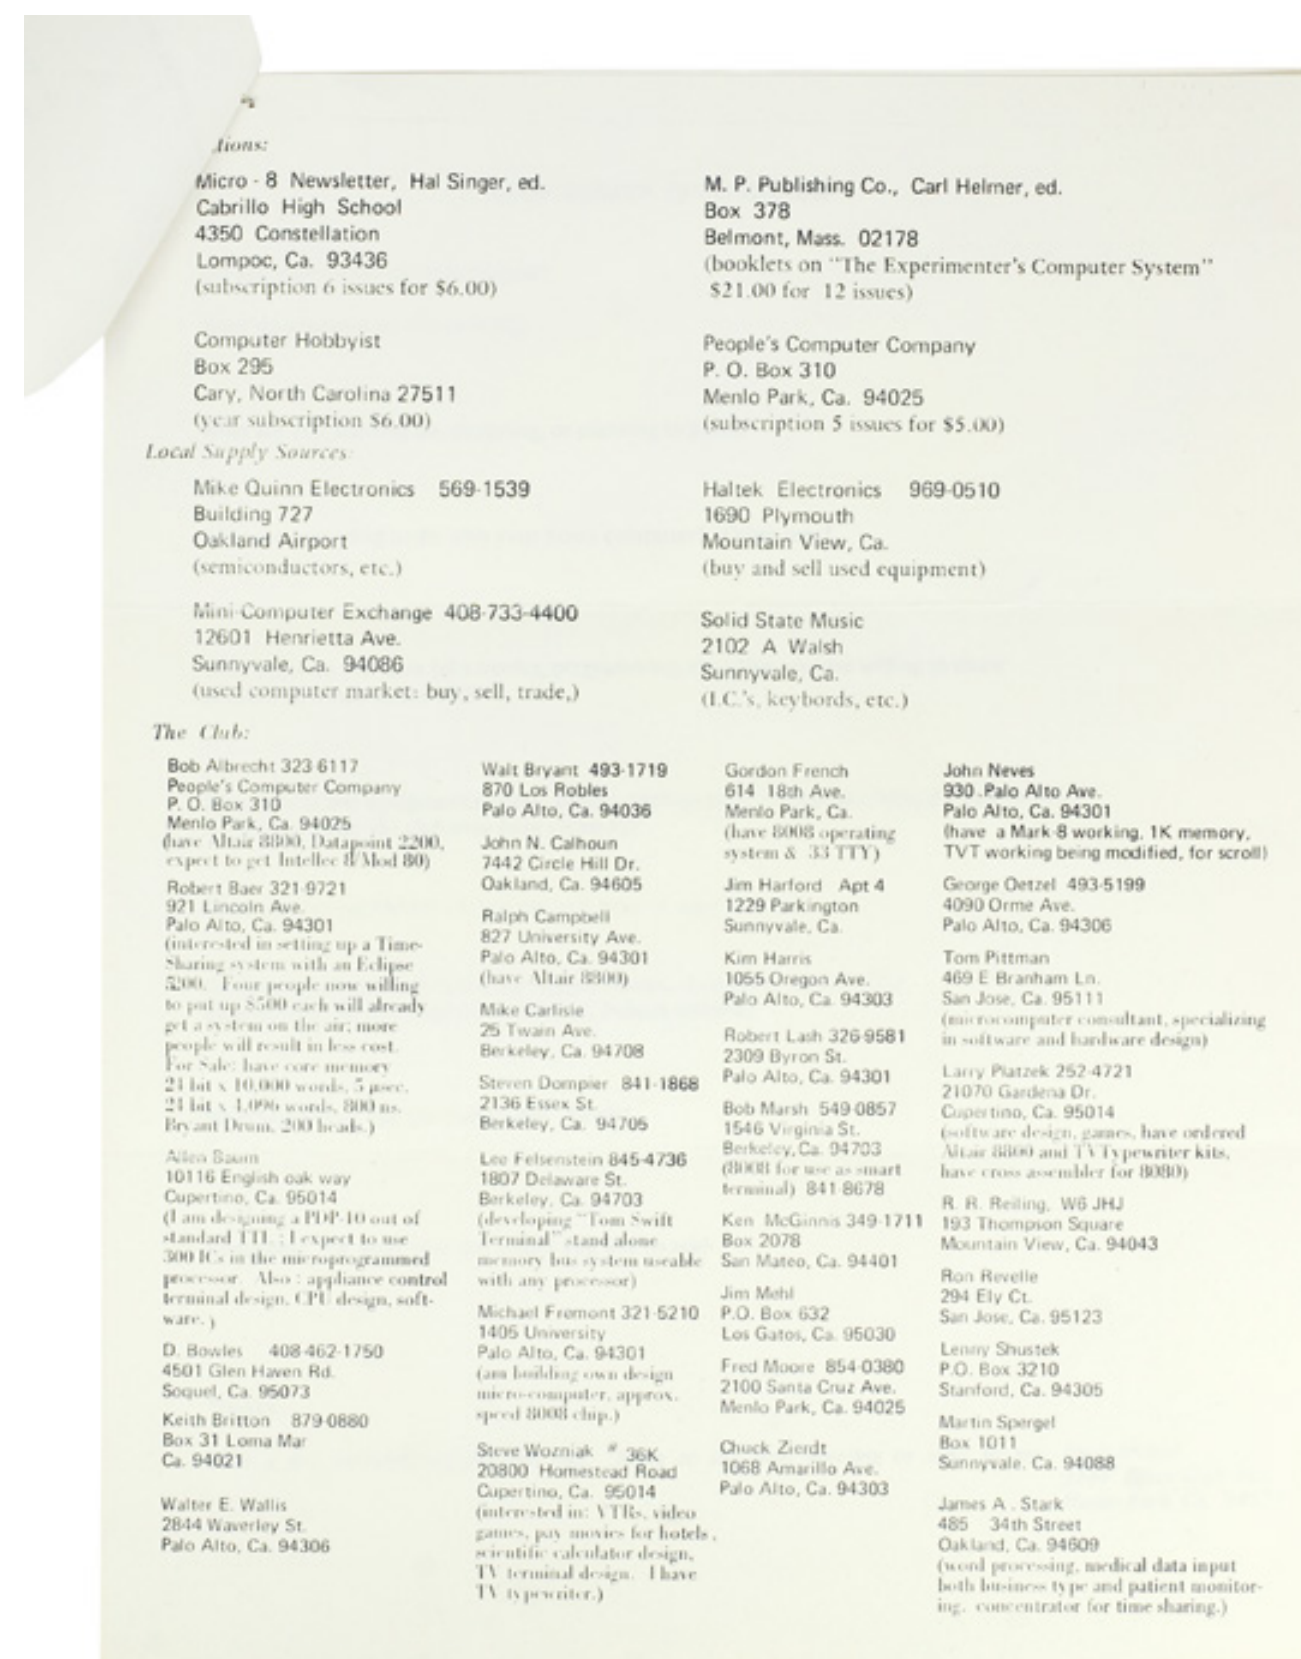 tions:
Micro - 8 Newsletter, Hal Singer, ed.
Cabrillo High School
4350 Constellation
Lompoc, Ca. 93436
(subscription 6 issues for $6.00)
M. P. Publishing Co., Carl Helmer, ed.
Box 378
Belmont, Mass. 02178
(booklets on "The Experimenter's Computer System"
$21.00 for 12 issues)
Computer Hobbyist
Box 295
Cary, North Carolina 27511
(year subscription $6.00)
People's Computer Company
P. O. Box 310
Menlo Park, Ca. 94025
(subscription 5 issues for $5.00)
Local Supply Sources:
Mike Quinn Electronics 569-1539
Building 727
Oakland Airport
(semiconductors, etc.)
Haltek Electronics 969-0510
1690 Plymouth
Mountain View, Ca.
(buy and sell used equipment)
Mini-Computer Exchange 408-733-4400
12601 Henrietta Ave.
Sunnyvale, Ca. 94086
(used computer market: buy, sell, trade,)
Solid State Music
2102 A Walsh
Sunnyvale, Ca.
(I.C.'s, keybords, etc.)
The Club:
Bob Albrecht 323-6117
People's Computer Company
P. O. Box 310
Menlo Park, Ca. 94025
(have Altair 8800, Datapoint 2200,
expect to get Intellec 8/Mod 80)
Robert Baer 321-9721
921 Lincoln Ave.
Palo Alto, Ca. 94301
(interested in setting up a Time-
Sharing system with an Eclipse
5200. Four people now willing
to put up $500 each will already
get a system on the air; more
people will result in less cost.
For Sale: have core memory
24 bit x 10,000 words, 5 µsec.
24 bit x 4,096 words, 800 ns.
Bryant Drum, 200 heads.)
Allen Baum
10116 English oak way
Cupertino, Ca. 95014
(I am designing a PDP-10 out of
standard TTL ; I expect to use
300 ICs in the microprogrammed
processor. Also : appliance control
terminal design, CPU design, soft-
ware. )
D. Bowles 408-462-1750
4501 Glen Haven Rd.
Soquel, Ca. 95073
Keith Britton 879-0880
Box 31 Loma Mar
Ca. 94021
Walter E. Wallis
2844 Waverley St.
Palo Alto, Ca. 94306
Walt Bryant 493-1719
870 Los Robles
Palo Alto, Ca. 94036
John N. Calhoun
7442 Circle Hill Dr.
Oakland, Ca. 94605
Ralph Campbell
827 University Ave.
Palo Alto, Ca. 94301
(have Altair 8800)
Mike Carlisle
25 Twain Ave.
Berkeley, Ca. 94708
Steven Dompier 841-1868
2136 Essex St.
Berkeley, Ca. 94705
Lee Felsenstein 845-4736
1807 Delaware St.
Berkeley, Ca. 94703
(developing "Tom Swift
Terminal" stand alone
memory bus system useable
with any processor)
Michael Fremont 321-5210
1405 University
Palo Alto, Ca. 94301
(am building own design
micro-computer, approx.
speed 8008 chip.)
Steve Wozniak # 36K
20800 Homestead Road
Cupertino, Ca. 95014
(interested in: VTRs, video
games, pay movies for hotels,
scientific calculator design,
TV terminal design. I have
TV typewriter.)
Gordon French
614 18th Ave.
Menlo Park, Ca.
(have 8008 operating
system & 33 TTY)
Jim Harford Apt 4
1229 Parkington
Sunnyvale, Ca.
Kim Harris
1055 Oregon Ave.
Palo Alto, Ca. 94303
Robert Lash 326-9581
2309 Byron St.
Palo Alto, Ca. 94301
Bob Marsh 549-0857
1546 Virginia St.
Berkeley, Ca. 94703
(8008 for use as smart
terminal) 841-8678
Ken McGinnis 349-1711
Box 2078
San Mateo, Ca. 94401
Jim Mehl
P.O. Box 632
Los Gatos, Ca. 95030
Fred Moore 854-0380
2100 Santa Cruz Ave.
Menlo Park, Ca. 94025
Chuck Zierdt
1068 Amarillo Ave.
Palo Alto, Ca. 94303
John Neves
930 .Palo Alto Ave.
Palo Alto, Ca. 94301
(have a Mark-8 working, 1K memory,
TVT working being modified, for scroll)
George Oetzel 493-5199
4090 Orme Ave.
Palo Alto, Ca. 94306
Tom Pittman
469 E Branham Ln.
San Jose, Ca. 95111
(microcomputer consultant, specializing
in software and hardware design)
Larry Platzek 252-4721
21070 Gardena Dr.
Cupertino, Ca. 95014
(software design, games, have ordered
Altair 8800 and TVTypewriter kits,
have cross assembler for 8080)
R. R. Reiling, W6 JHJ
193 Thompson Square
Mountain View, Ca. 94043
Ron Revelle
294 Ely Ct.
San Jose, Ca. 95123
Lenny Shustek
P.O. Box 3210
Stanford, Ca. 94305
Martin Spergel
Box 1011
Sunnyvale. Ca. 94088
James A . Stark
485 34th Street
Oakland, Ca. 94609
(word processing, medical data input
both business type and patient monitor-
ing, concentrator for time sharing.)